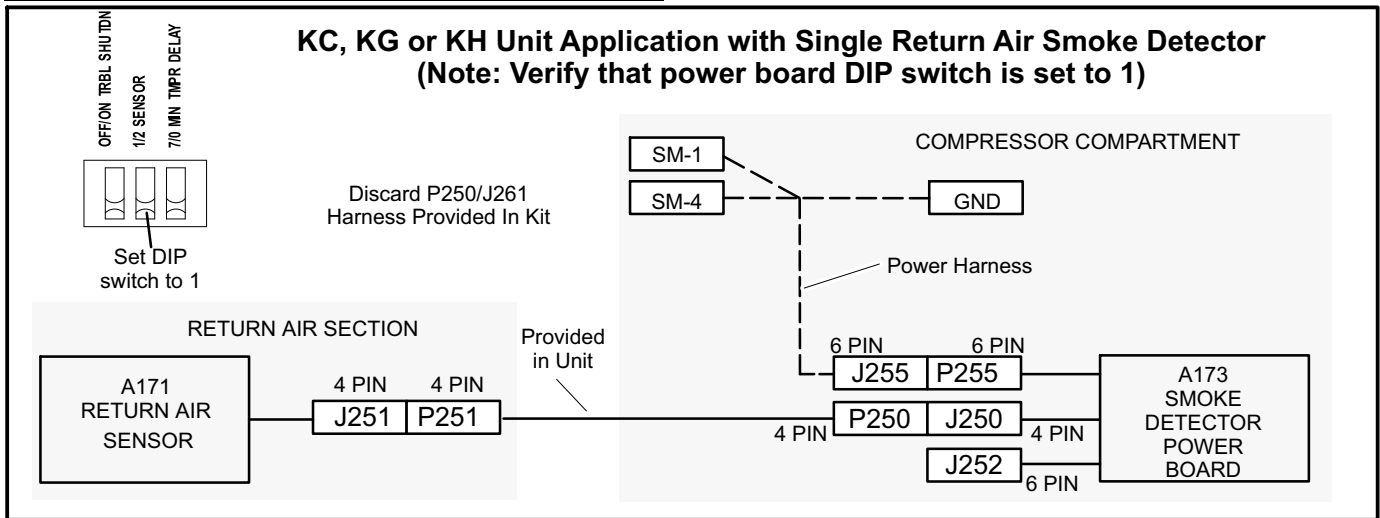 KC, KG or KH Unit Application with Single Return Air Smoke Detector
(Note: Verify that power board DIP switch is set to 1)
OFF/ON TRBL SHUTDN
1/2 SENSOR
7/0 MIN TMPR DELAY
Set DIP
switch to 1
Discard P250/J261
Harness Provided In Kit
COMPRESSOR COMPARTMENT
SM-1
SM-4
GND
Power Harness
RETURN AIR SECTION
Provided
in Unit
A171
RETURN AIR
SENSOR
4 PIN 4 PIN
J251 P251
6 PIN 6 PIN
J255 P255
P250 J250
4 PIN 4 PIN
J252
6 PIN
A173
SMOKE
DETECTOR
POWER
BOARD